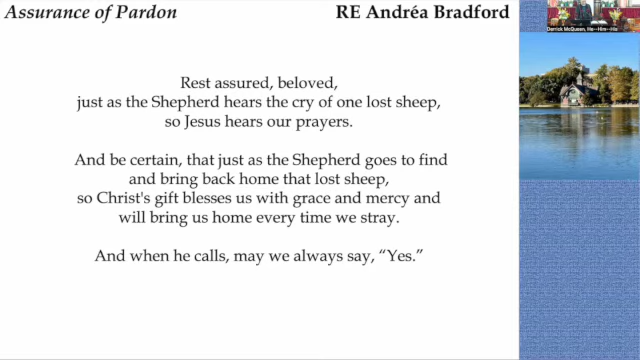 Assurance of Pardon RE Andréa Bradford
Derrick McQueen, He~Him~His
Rest assured, beloved,
just as the Shepherd hears the cry of one lost sheep,
so Jesus hears our prayers.
And be certain, that just as the Shepherd goes to find
and bring back home that lost sheep,
so Christ's gift blesses us with grace and mercy and
will bring us home every time we stray.
And when he calls, may we always say, “Yes.”